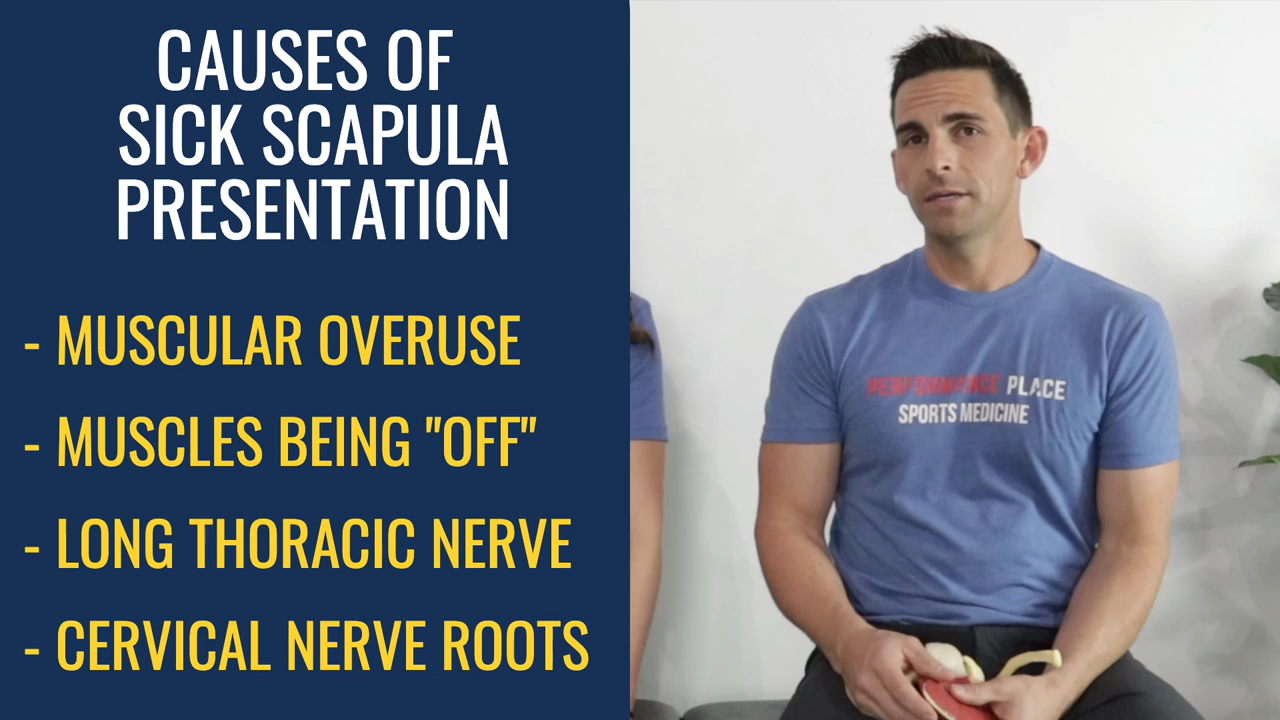 CAUSES OF
SICK SCAPULA
PRESENTATION
- MUSCULAR OVERUSE
- MUSCLES BEING "OFF"
- LONG THORACIC NERVE
- CERVICAL NERVE ROOTS
PERFORMANCE PLACE
SPORTS MEDICINE